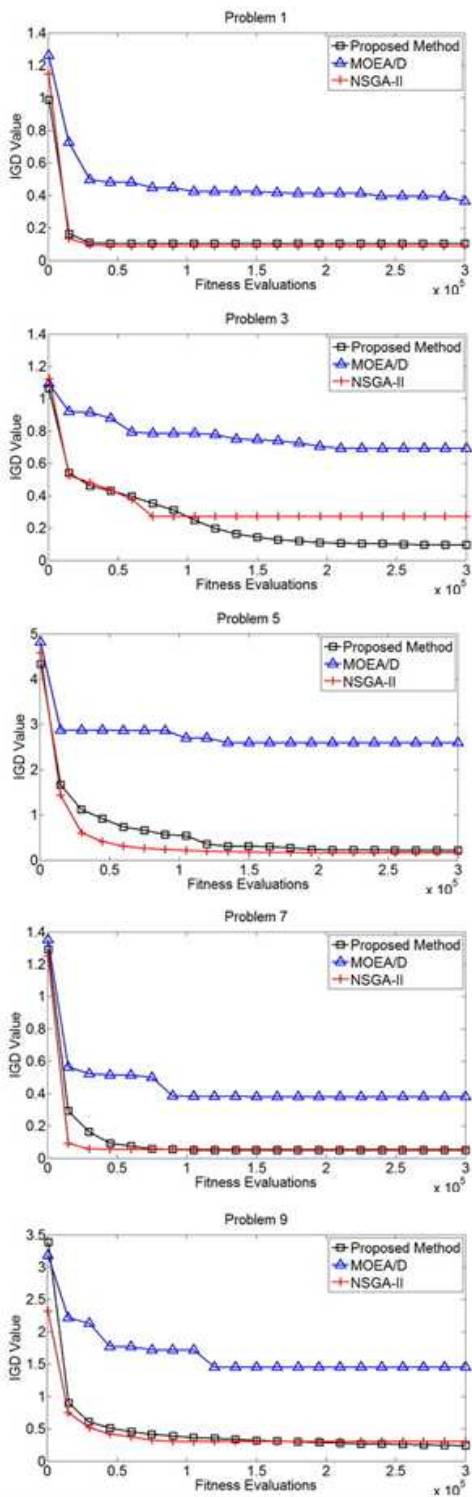 Problem 1
1.4
1.2
1
0.8
0.6
0.4
0.2
0
IGD Value
Proposed Method
MOEA/D
NSGA-II
0 0.5 1 1.5 2 2.5 3
Fitness Evaluations
x 10^5
Problem 3
1.4
1.2
1
0.8
0.6
0.4
0.2
0
IGD Value
Proposed Method
MOEA/D
NSGA-II
0 0.5 1 1.5 2 2.5 3
Fitness Evaluations
x 10^5
Problem 5
5
4
3
2
1
0
IGD Value
Proposed Method
MOEA/D
NSGA-II
0 0.5 1 1.5 2 2.5 3
Fitness Evaluations
x 10^5
Problem 7
1.4
1.2
1
0.8
0.6
0.4
0.2
0
IGD Value
Proposed Method
MOEA/D
NSGA-II
0 0.5 1 1.5 2 2.5 3
Fitness Evaluations
x 10^5
Problem 9
3.5
3
2.5
2
1.5
1
0.5
0
IGD Value
Proposed Method
MOEA/D
NSGA-II
0 0.5 1 1.5 2 2.5 3
Fitness Evaluations
x 10^5